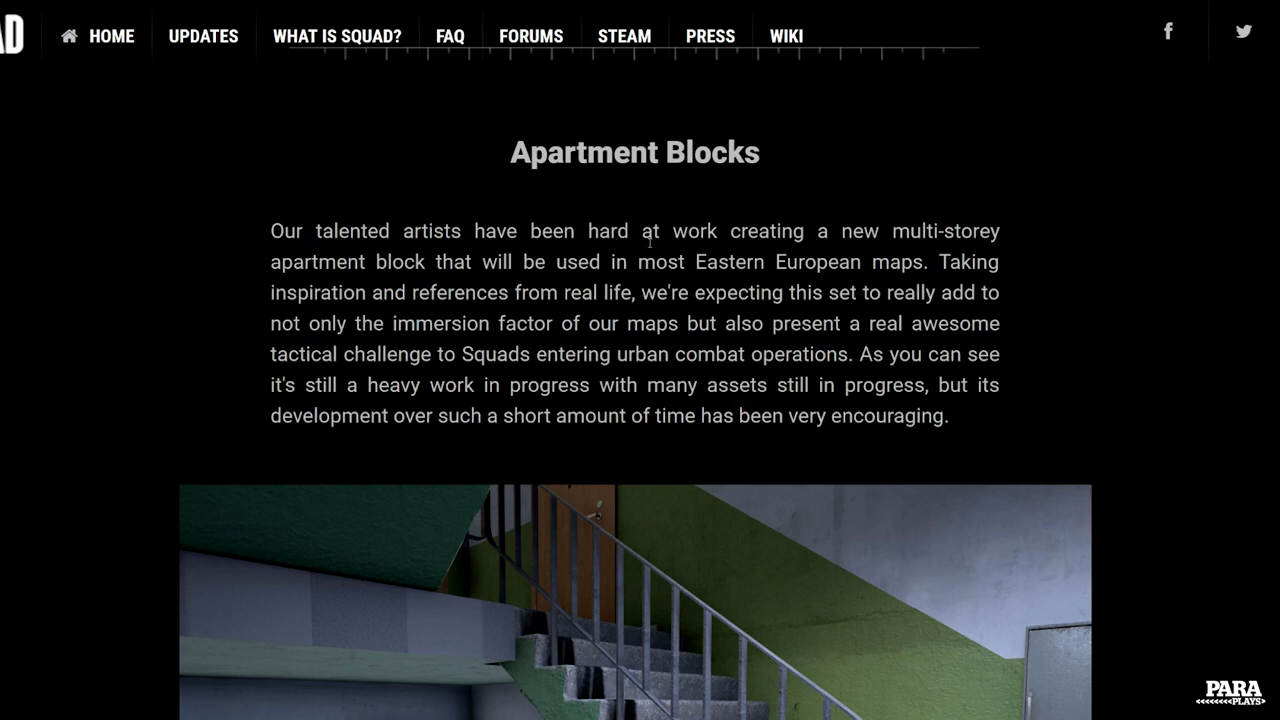 AD HOME UPDATES WHAT IS SQUAD? FAQ FORUMS STEAM PRESS WIKI
Apartment Blocks
Our talented artists have been hard at work creating a new multi-storey
apartment block that will be used in most Eastern European maps. Taking
inspiration and references from real life, we're expecting this set to really add to
not only the immersion factor of our maps but also present a real awesome
tactical challenge to Squads entering urban combat operations. As you can see
it's still a heavy work in progress with many assets still in progress, but its
development over such a short amount of time has been very encouraging.
PARA
PLAYS